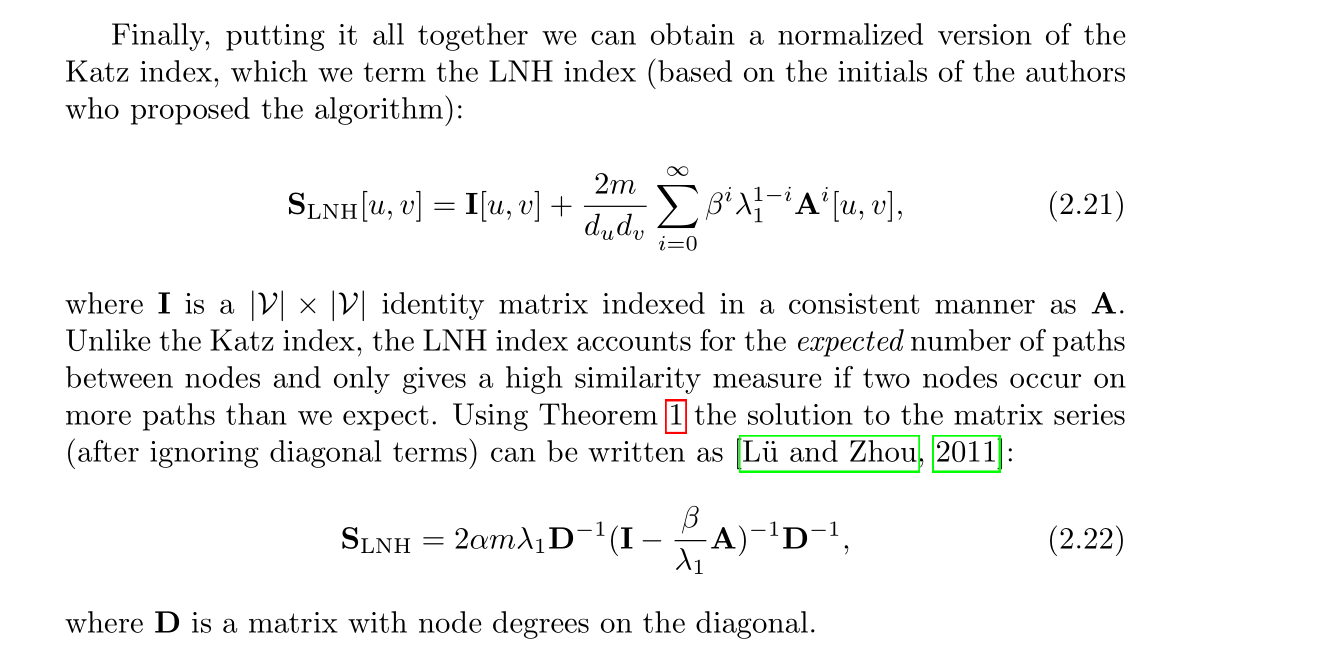 Finally, putting it all together we can obtain a normalized version of the
Katz index, which we term the LNH index (based on the initials of the authors
who proposed the algorithm):
$$\mathbf{S}_{\text{LNH}}[u, v] = \mathbf{I}[u, v] + \frac{2m}{d_u d_v} \sum_{i=0}^{\infty} \beta^i \lambda_1^{1-i} \mathbf{A}^i[u, v], \quad (2.21)$$
where $\mathbf{I}$ is a $|\mathcal{V}| \times |\mathcal{V}|$ identity matrix indexed in a consistent manner as $\mathbf{A}$.
Unlike the Katz index, the LNH index accounts for the expected number of paths
between nodes and only gives a high similarity measure if two nodes occur on
more paths than we expect. Using Theorem 1 the solution to the matrix series
(after ignoring diagonal terms) can be written as [Lü and Zhou, 2011]:
$$\mathbf{S}_{\text{LNH}} = 2\alpha m \lambda_1 \mathbf{D}^{-1}(\mathbf{I} - \frac{\beta}{\lambda_1}\mathbf{A})^{-1}\mathbf{D}^{-1}, \quad (2.22)$$
where $\mathbf{D}$ is a matrix with node degrees on the diagonal.